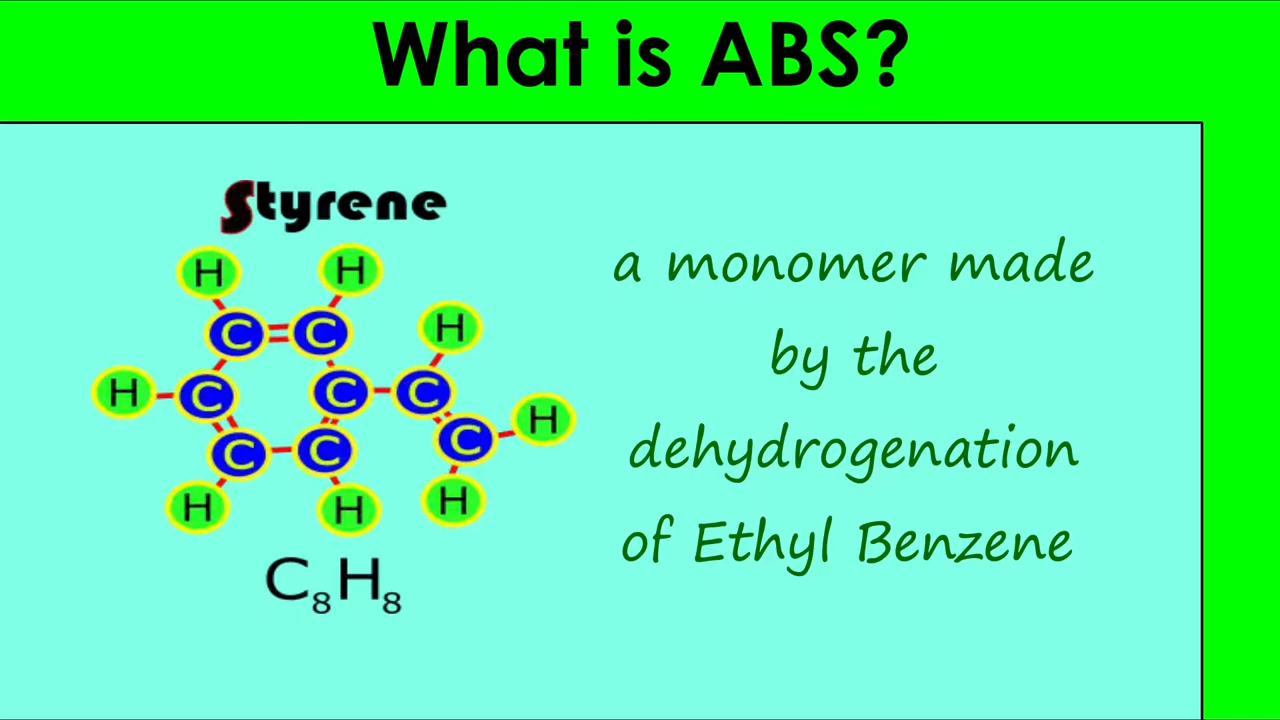 What is ABS?
Styrene
H H
H
C C
H C C C H
C C C
H H H
C₈H₈
a monomer made
by the
dehydrogenation
of Ethyl Benzene